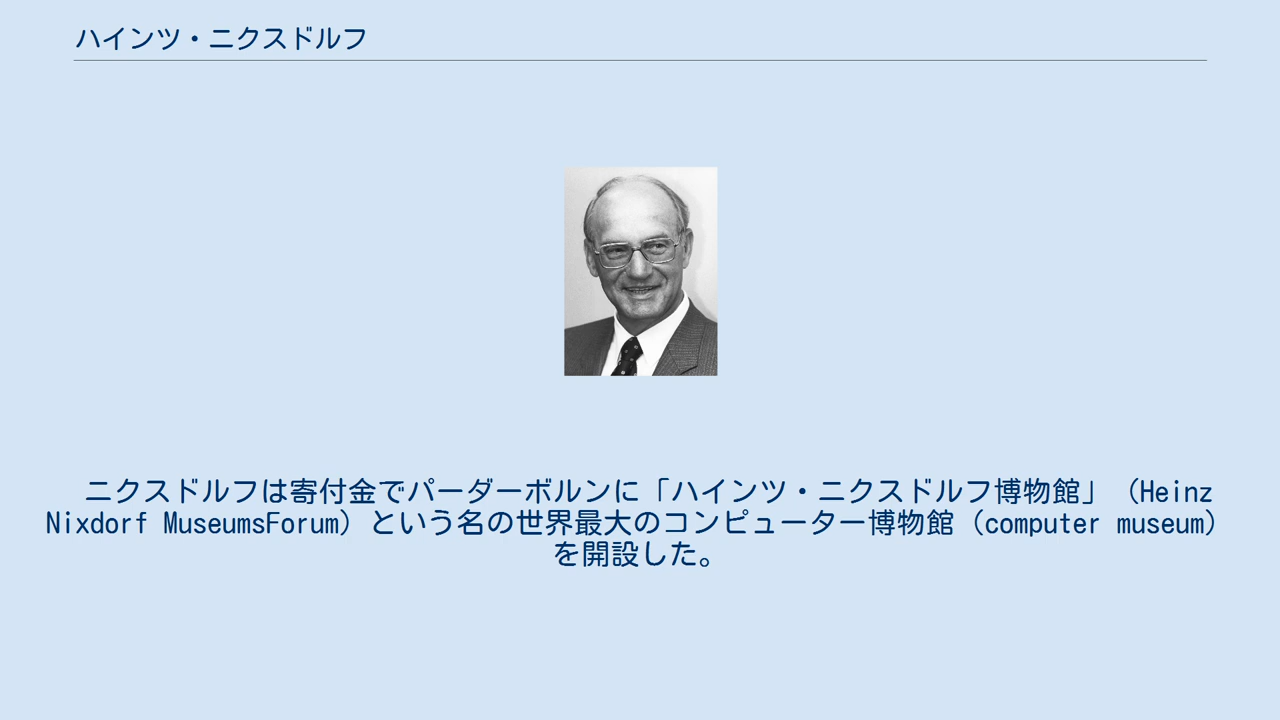 ハインツ・ニクスドルフ
ニクスドルフは寄付金でパーダーボルンに「ハインツ・ニクスドルフ博物館」（Heinz
Nixdorf MuseumsForum）という名の世界最大のコンピューター博物館（computer museum）
を開設した。